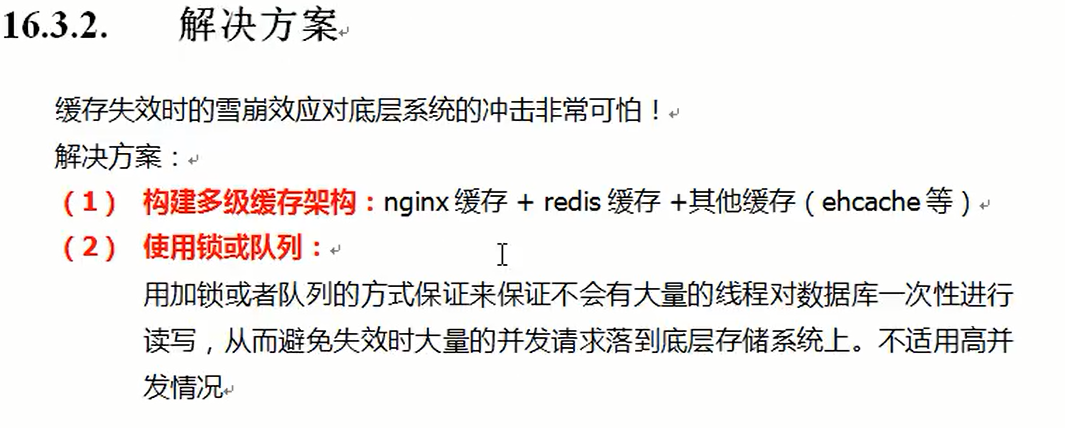 16.3.2. 解决方案
缓存失效时的雪崩效应对底层系统的冲击非常可怕！
解决方案：
（1） 构建多级缓存架构：nginx 缓存 + redis 缓存 +其他缓存（ehcache 等）
（2） 使用锁或队列：
用加锁或者队列的方式保证来保证不会有大量的线程对数据库一次性进行
读写，从而避免失效时大量的并发请求落到底层存储系统上。不适用高并
发情况